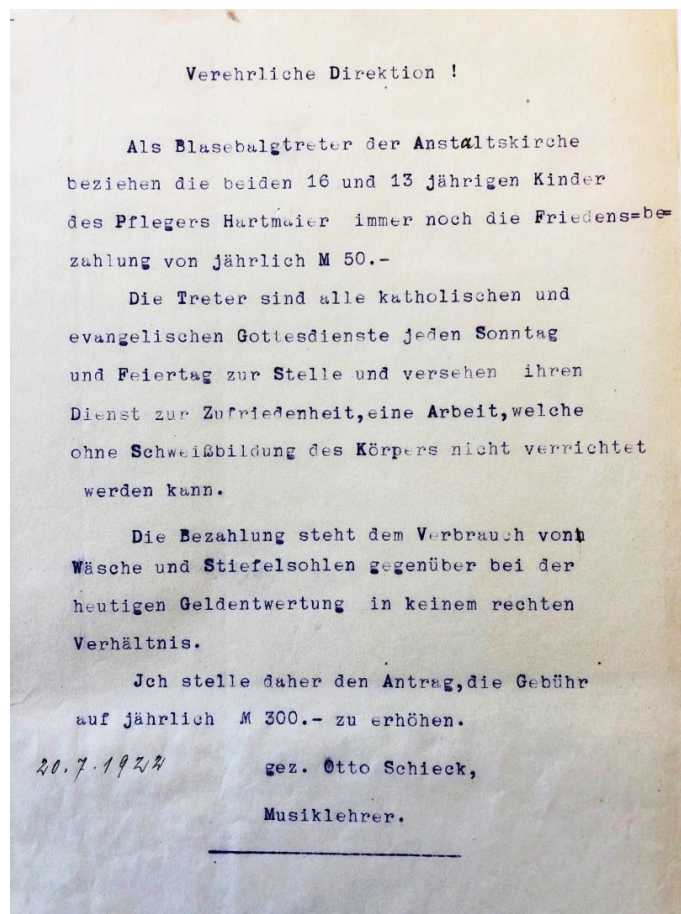 Verehrliche Direktion !
Als Blasebalgtreter der Anstaltskirche
beziehen die beiden 16 und 13 jährigen Kinder
des Pflegers Hartmaier immer noch die Friedens=be=
zahlung von jährlich M 50.-
Die Treter sind alle katholischen und
evangelischen Gottesdienste jeden Sonntag
und Feiertag zur Stelle und versehen ihren
Dienst zur Zufriedenheit,eine Arbeit,welche
ohne Schweißbildung des Körpers nicht verrichtet
werden kann.
Die Bezahlung steht dem Verbrauch von
Wäsche und Stiefelsohlen gegenüber bei der
heutigen Geldentwertung in keinem rechten
Verhältnis.
Jch stelle daher den Antrag,die Gebühr
auf jährlich M 300.- zu erhöhen.
20.7.1922
gez. Otto Schieck,
Musiklehrer.